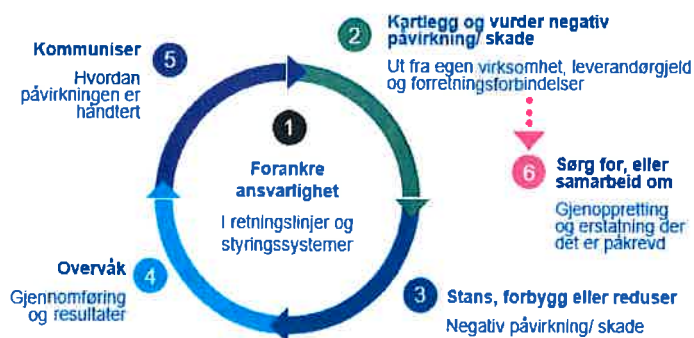 1
Forankre
ansvarlighet
I retningslinjer og
styringssystemer
2
Kartlegg og vurder negativ
påvirkning/ skade
Ut fra egen virksomhet, leverandørgjeld
og forretningsforbindelser
3
Stans, forbygg eller reduser
Negativ påvirkning/ skade
4
Overvåk
Gjennomføring
og resultater
5
Kommuniser
Hvordan
påvirkningen er
håndtert
6
Sørg for, eller
samarbeid om
Gjenoppretting
og erstatning der
det er påkrevd